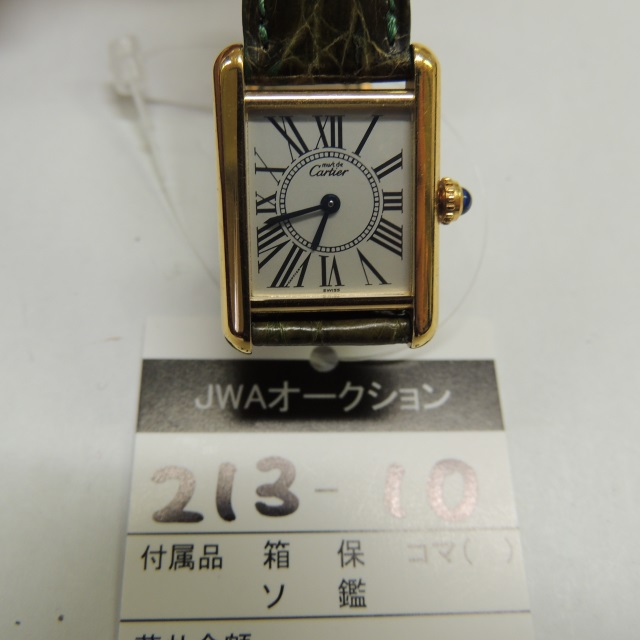 must de
Cartier
SWISS
JWAオークション
213-10
付属品 箱 保 コマ( )
ソ 鑑